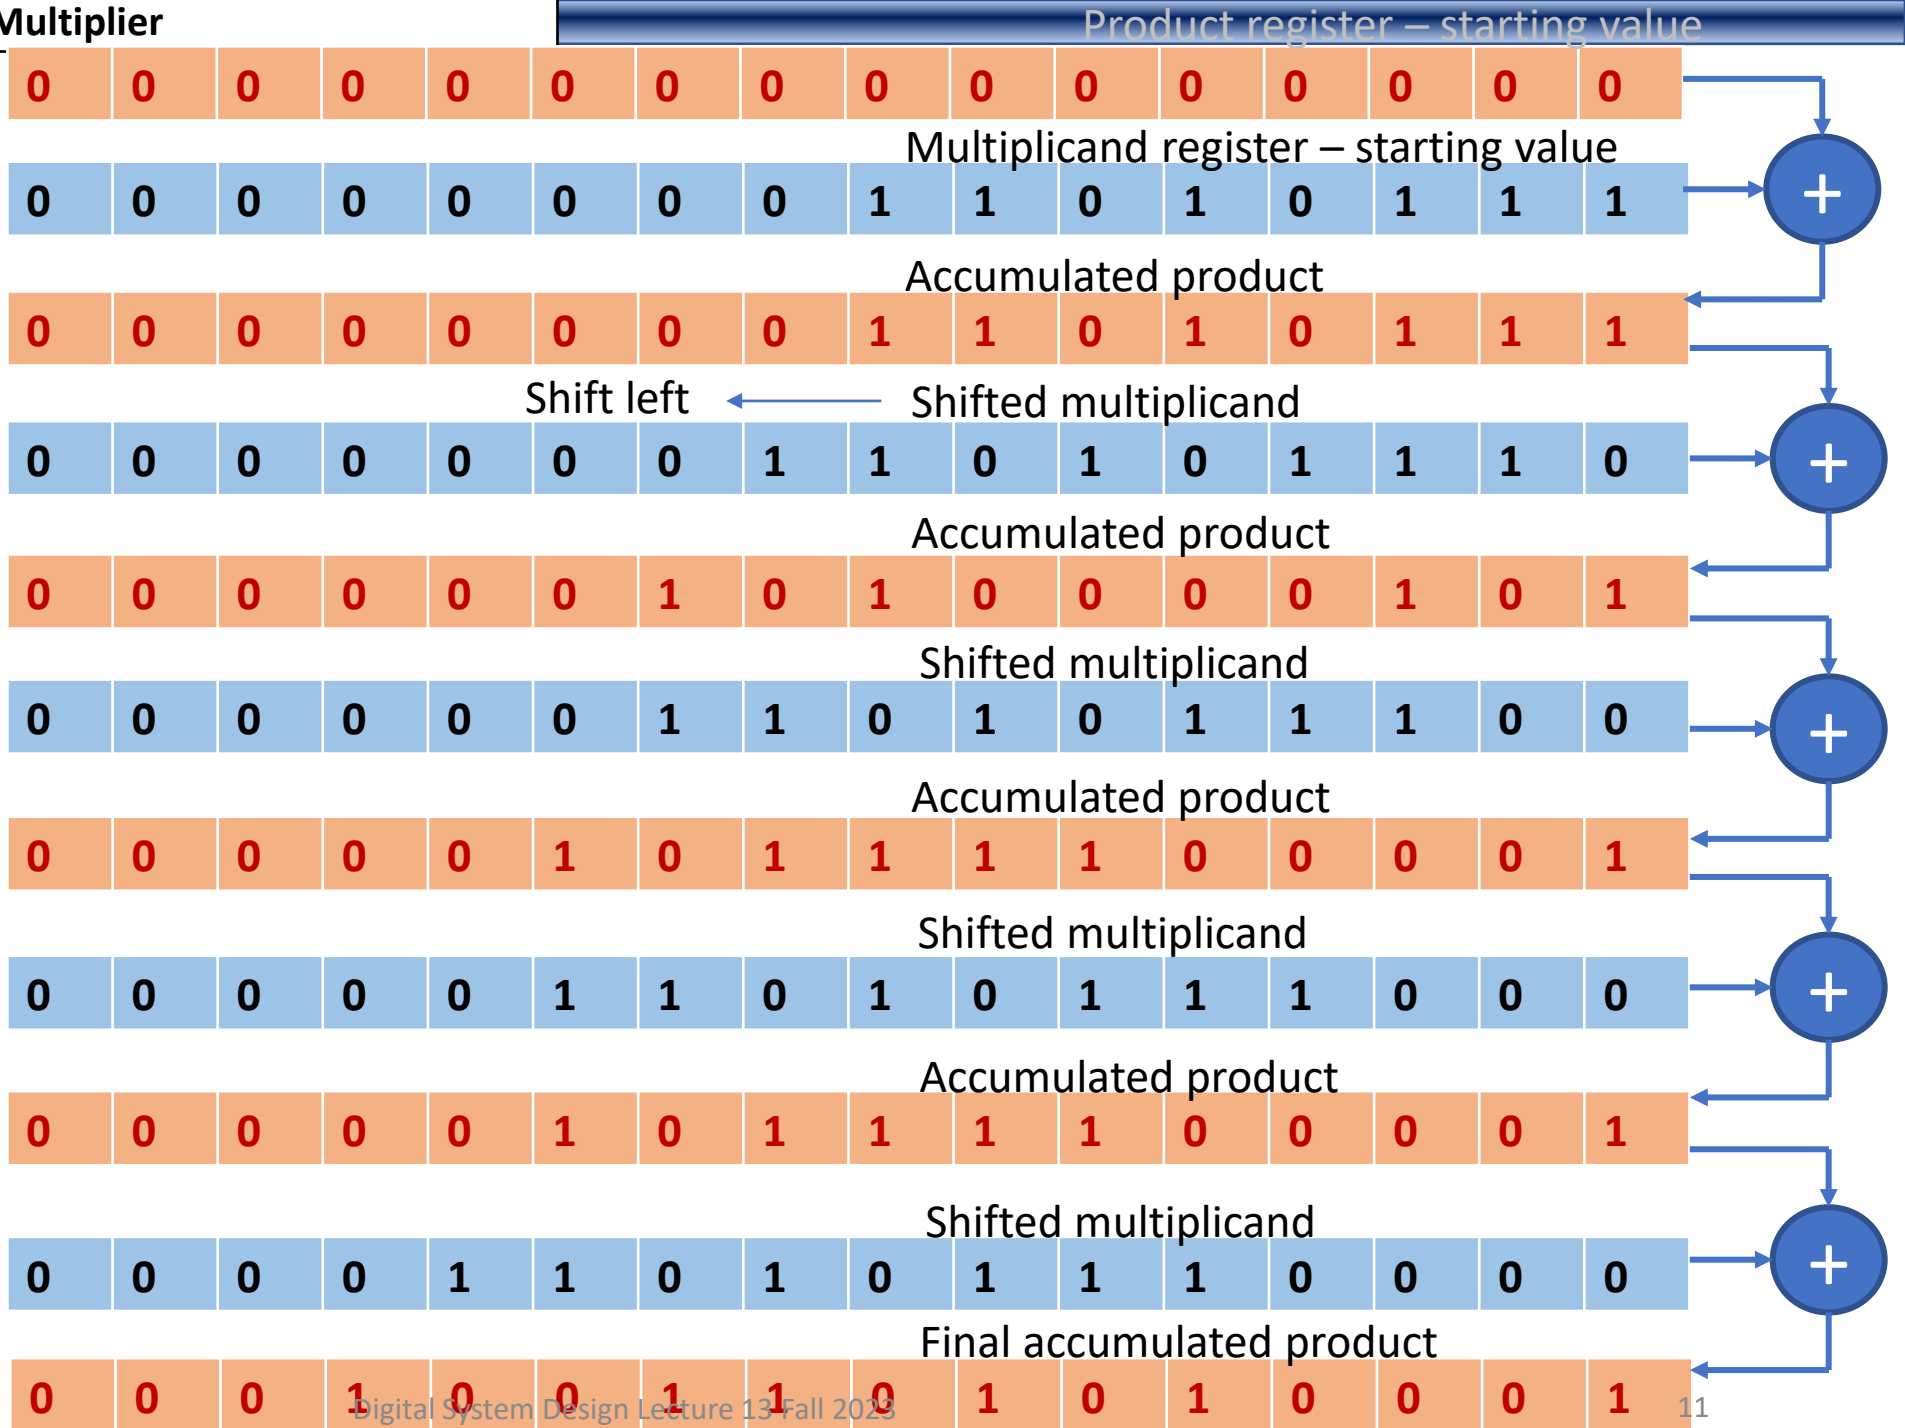 Multiplier
Product register – starting value
0 0 0 0 0 0 0 0 0 0 0 0 0 0 0 0
Multiplicand register – starting value
0 0 0 0 0 0 0 0 1 1 0 1 0 1 1 1
+
Accumulated product
0 0 0 0 0 0 0 0 1 1 0 1 0 1 1 1
Shift left Shifted multiplicand
0 0 0 0 0 0 0 1 1 0 1 0 1 1 1 0
+
Accumulated product
0 0 0 0 0 0 1 0 1 0 0 0 0 1 0 1
Shifted multiplicand
0 0 0 0 0 0 1 1 0 1 0 1 1 1 0 0
+
Accumulated product
0 0 0 0 0 1 0 1 1 1 1 0 0 0 0 1
Shifted multiplicand
0 0 0 0 0 1 1 0 1 0 1 1 1 0 0 0
+
Accumulated product
0 0 0 0 0 1 0 1 1 1 1 0 0 0 0 1
Shifted multiplicand
0 0 0 0 1 1 0 1 0 1 1 1 0 0 0 0
+
Final accumulated product
0 0 0 1 0 0 1 1 0 1 0 1 0 0 0 1
Digital System Design Lecture 13 Fall 2023
11